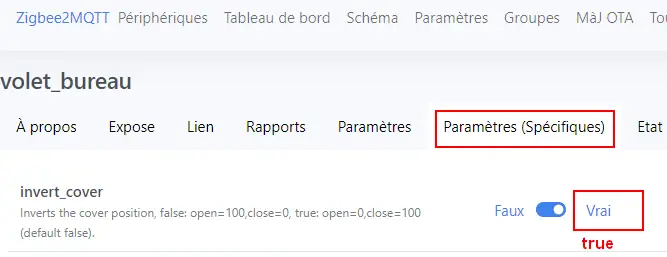 Zigbee2MQTT Périphériques Tableau de bord Schéma Paramètres Groupes MàJ OTA
volet_bureau
À propos Expose Lien Rapports Paramètres Paramètres (Spécifiques) Etat
invert_cover
Inverts the cover position, false: open=100,close=0, true: open=0,close=100
(default false).
Faux Vrai
true